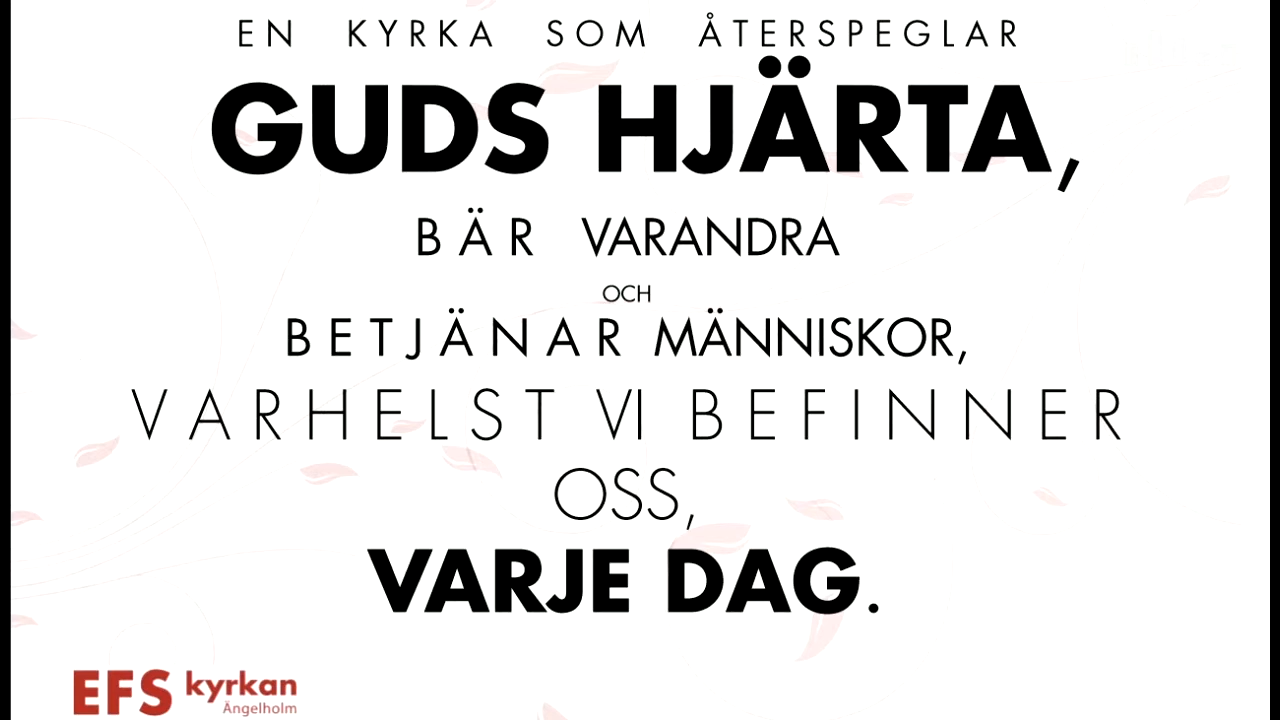 EN KYRKA SOM ÅTERSPEGLAR
GUDS HJÄRTA,
BÄR VARANDRA
OCH
BETJÄNAR MÄNNISKOR,
VARHELST VI BEFINNER
OSS,
VARJE DAG.
EFS kyrkan
Ängelholm